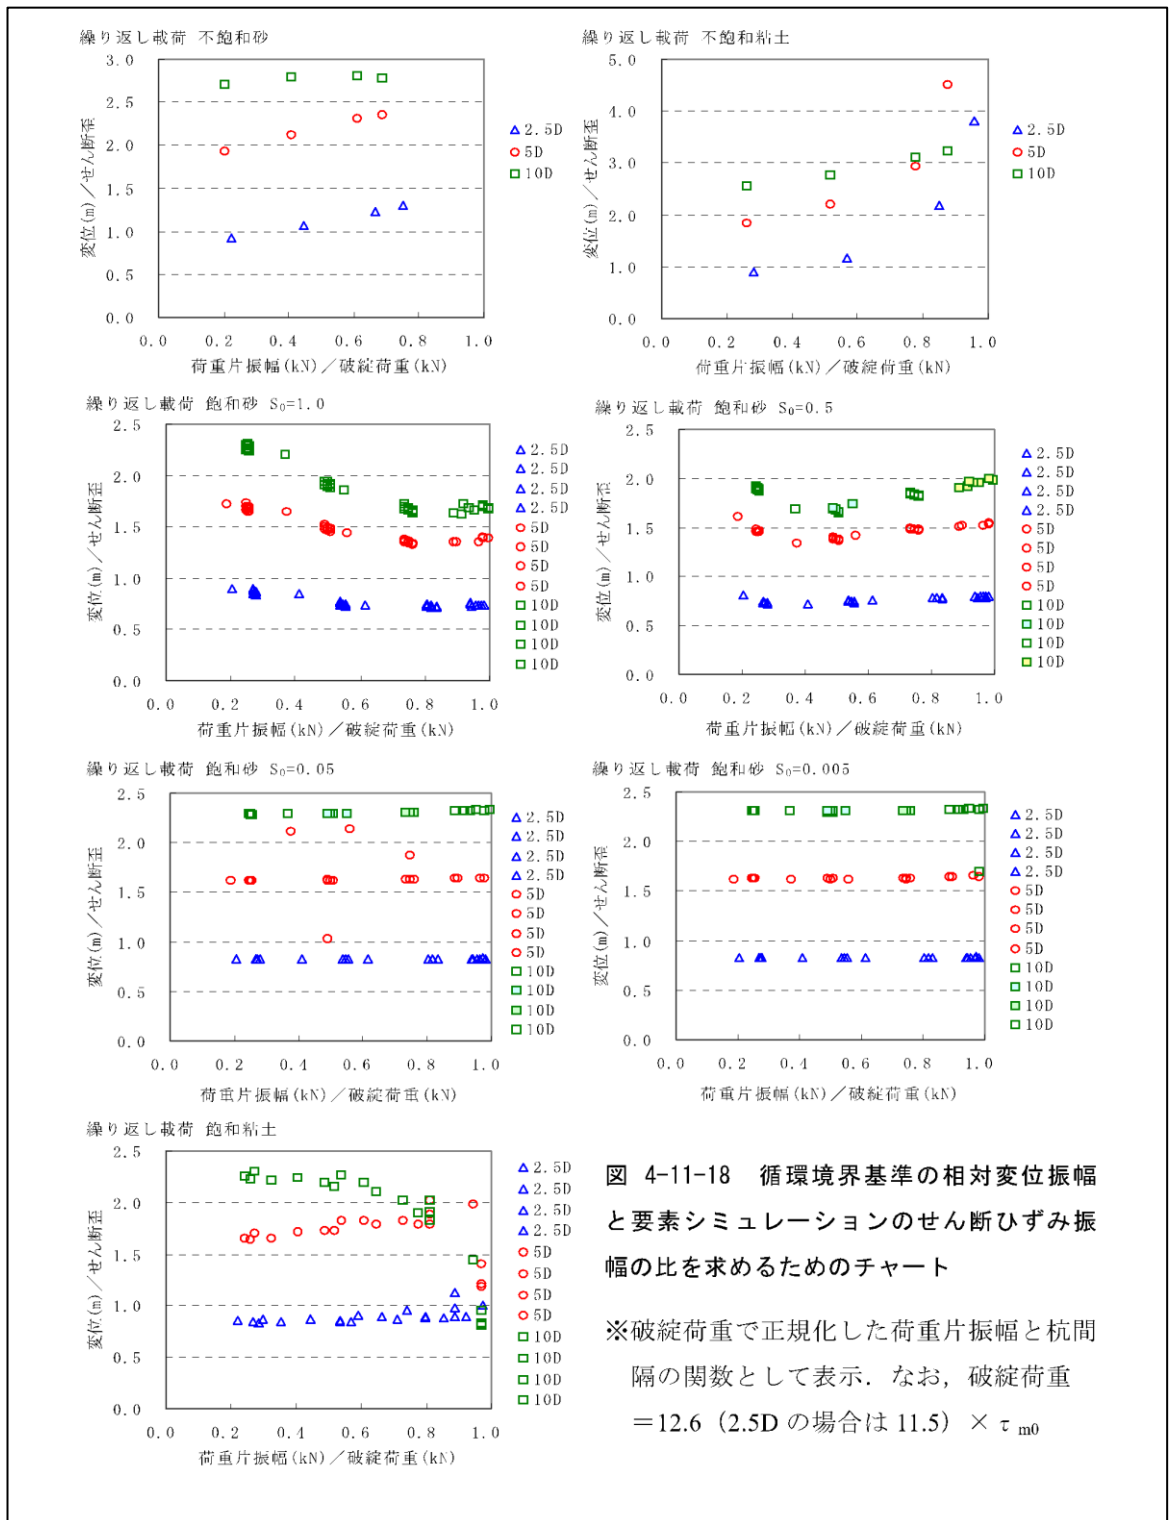 繰り返し載荷 不飽和砂
3.0
2.5
2.0
1.5
1.0
0.5
0.0
変位(m)／せん断歪
0.0 0.2 0.4 0.6 0.8 1.0
荷重片振幅(kN)／破綻荷重(kN)
2.5D
5D
10D
繰り返し載荷 不飽和粘土
5.0
4.0
3.0
2.0
1.0
0.0
変位(m)／せん断歪
0.0 0.2 0.4 0.6 0.8 1.0
荷重片振幅(kN)／破綻荷重(kN)
2.5D
5D
10D
繰り返し載荷 飽和砂 S₀=1.0
2.5
2.0
1.5
1.0
0.5
0.0
変位(m)／せん断歪
0.0 0.2 0.4 0.6 0.8 1.0
荷重片振幅(kN)／破綻荷重(kN)
2.5D
2.5D
2.5D
2.5D
5D
5D
5D
5D
10D
10D
10D
10D
繰り返し載荷 飽和砂 S₀=0.5
2.5
2.0
1.5
1.0
0.5
0.0
変位(m)／せん断歪
0.0 0.2 0.4 0.6 0.8 1.0
荷重片振幅(kN)／破綻荷重(kN)
2.5D
2.5D
2.5D
2.5D
5D
5D
5D
5D
10D
10D
10D
10D
繰り返し載荷 飽和砂 S₀=0.05
2.5
2.0
1.5
1.0
0.5
0.0
変位(m)／せん断歪
0.0 0.2 0.4 0.6 0.8 1.0
荷重片振幅(kN)／破綻荷重(kN)
2.5D
2.5D
2.5D
2.5D
5D
5D
5D
5D
10D
10D
10D
10D
繰り返し載荷 飽和砂 S₀=0.005
2.5
2.0
1.5
1.0
0.5
0.0
変位(m)／せん断歪
0.0 0.2 0.4 0.6 0.8 1.0
荷重片振幅(kN)／破綻荷重(kN)
2.5D
2.5D
2.5D
2.5D
5D
5D
5D
5D
10D
10D
10D
10D
繰り返し載荷 飽和粘土
2.5
2.0
1.5
1.0
0.5
0.0
変位(m)／せん断歪
0.0 0.2 0.4 0.6 0.8 1.0
荷重片振幅(kN)／破綻荷重(kN)
2.5D
2.5D
2.5D
2.5D
5D
5D
5D
5D
10D
10D
10D
10D
図 4-11-18 循環境界基準の相対変位振幅
と要素シミュレーションのせん断ひずみ振
幅の比を求めるためのチャート
※破綻荷重で正規化した荷重片振幅と杭間
隔の関数として表示．なお，破綻荷重
＝12.6（2.5D の場合は 11.5）× τ m0